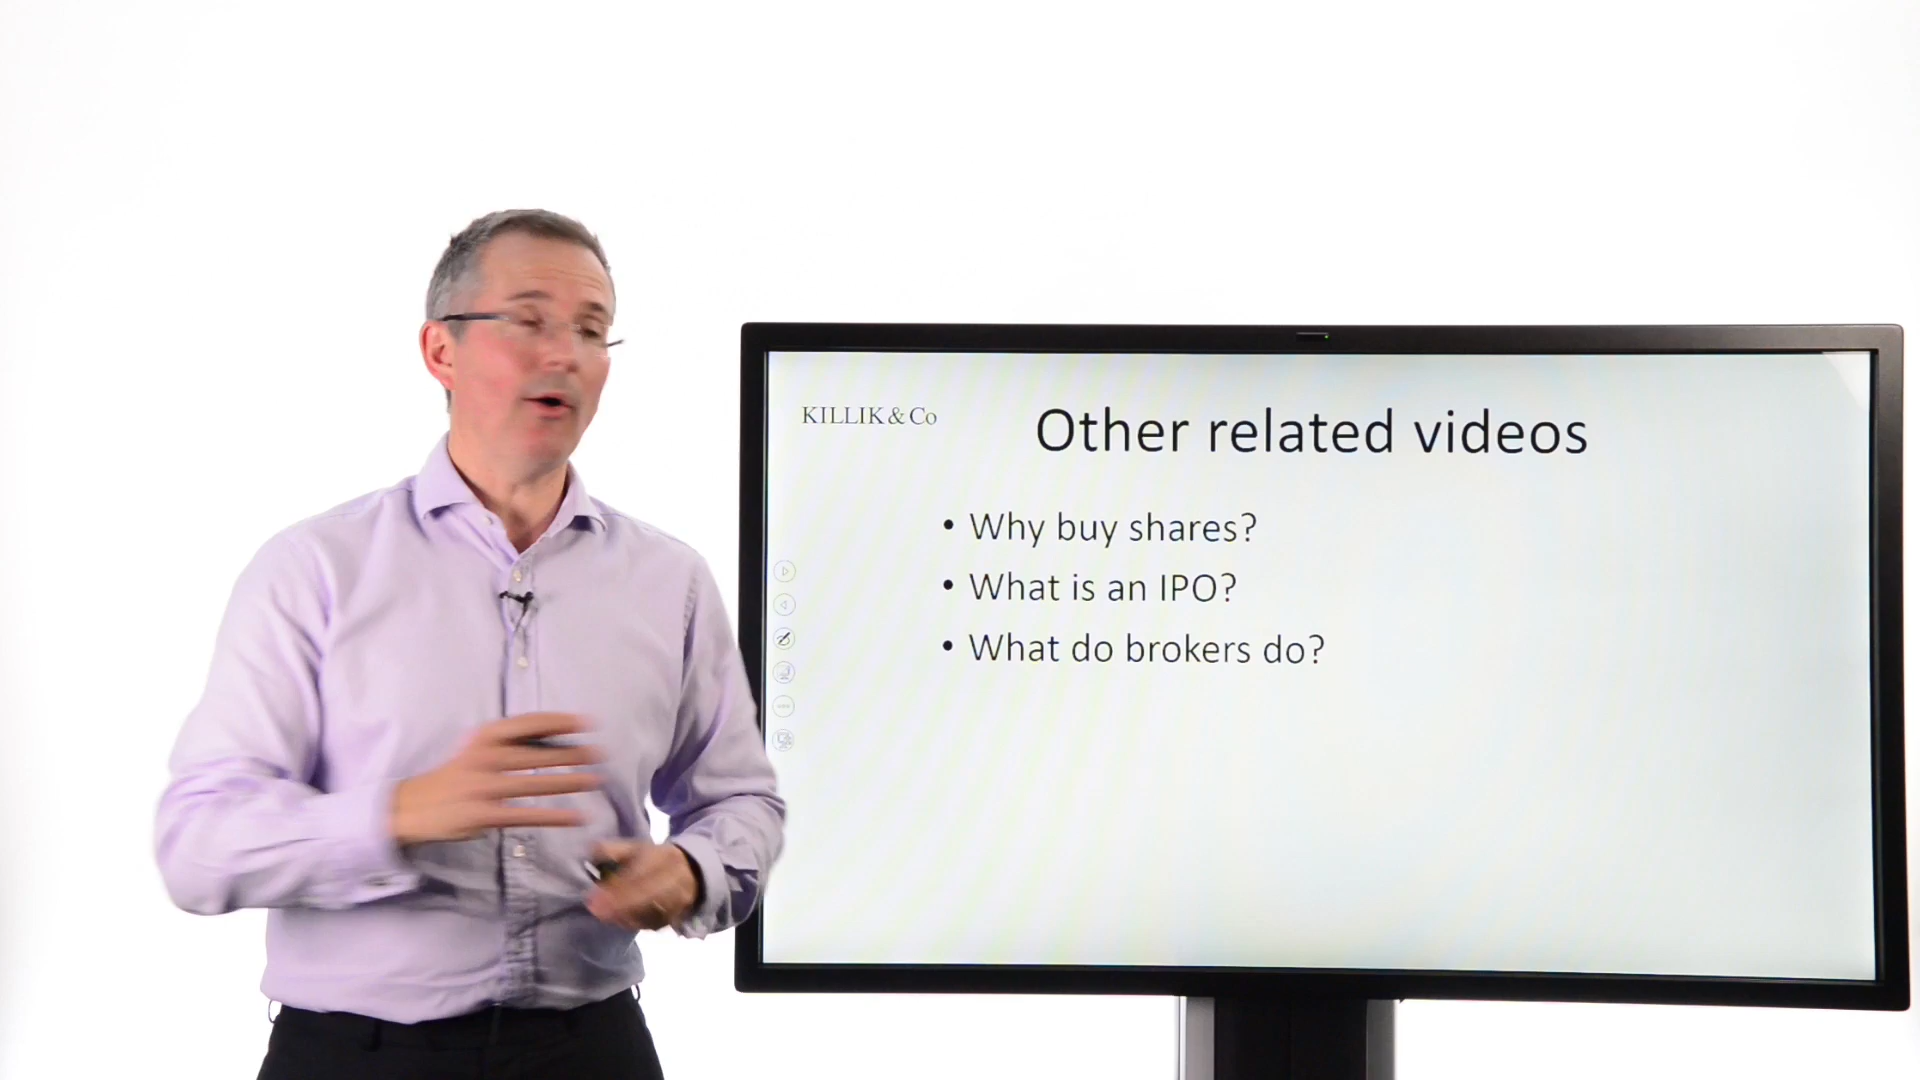 KILLIK & Co
Other related videos
• Why buy shares?
• What is an IPO?
• What do brokers do?